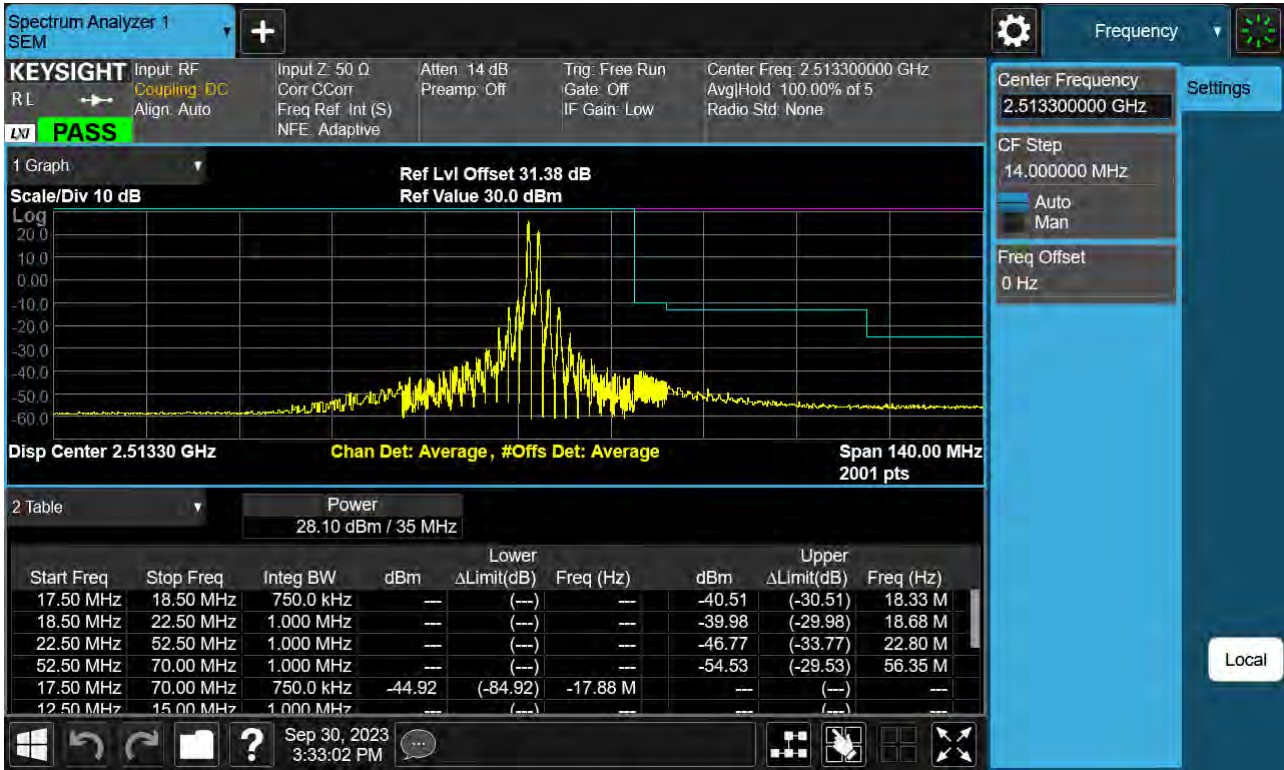 Spectrum Analyzer 1
SEM
+
Frequency
KEYSIGHT
RL
LXI
PASS
Input: RF
Coupling: DC
Align: Auto
Input Z: 50 Ω
Corr CCorr
Freq Ref: Int (S)
NFE: Adaptive
Atten: 14 dB
Preamp: Off
Trig: Free Run
Gate: Off
IF Gain: Low
Center Freq: 2.513300000 GHz
Avg|Hold: 100.00% of 5
Radio Std: None
Center Frequency
2.513300000 GHz
Settings
CF Step
14.000000 MHz
Auto
Man
Freq Offset
0 Hz
Local
1 Graph
Scale/Div 10 dB
Ref Lvl Offset 31.38 dB
Ref Value 30.0 dBm
Log
20.0
10.0
0.00
-10.0
-20.0
-30.0
-40.0
-50.0
-60.0
Disp Center 2.51330 GHz
Chan Det: Average, #Offs Det: Average
Span 140.00 MHz
2001 pts
2 Table
Power
28.10 dBm / 35 MHz
Lower Upper
Start Freq Stop Freq Integ BW dBm ΔLimit(dB) Freq (Hz) dBm ΔLimit(dB) Freq (Hz)
17.50 MHz 18.50 MHz 750.0 kHz --- (---) --- -40.51 (-30.51) 18.33 M
18.50 MHz 22.50 MHz 1.000 MHz --- (---) --- -39.98 (-29.98) 18.68 M
22.50 MHz 52.50 MHz 1.000 MHz --- (---) --- -46.77 (-33.77) 22.80 M
52.50 MHz 70.00 MHz 1.000 MHz --- (---) --- -54.53 (-29.53) 56.35 M
17.50 MHz 70.00 MHz 750.0 kHz -44.92 (-84.92) -17.88 M --- (---) ---
12.50 MHz 15.00 MHz 1.000 MHz --- (---) --- --- (---) ---
?
Sep 30, 2023
3:33:02 PM